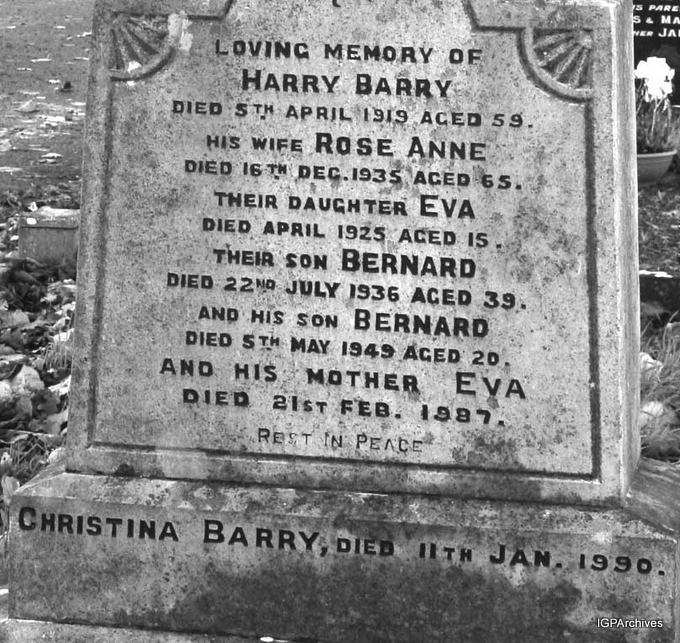 LOVING MEMORY OF
HARRY BARRY
DIED 5TH APRIL 1919 AGED 59.
HIS WIFE ROSE ANNE
DIED 16TH DEC. 1935 AGED 65.
THEIR DAUGHTER EVA
DIED APRIL 1925 AGED 15.
THEIR SON BERNARD
DIED 22ND JULY 1936 AGED 39.
AND HIS SON BERNARD
DIED 5TH MAY 1949 AGED 20.
AND HIS MOTHER EVA
DIED 21ST FEB. 1987.
REST IN PEACE
CHRISTINA BARRY, DIED 11TH JAN. 1990.
IGPArchives